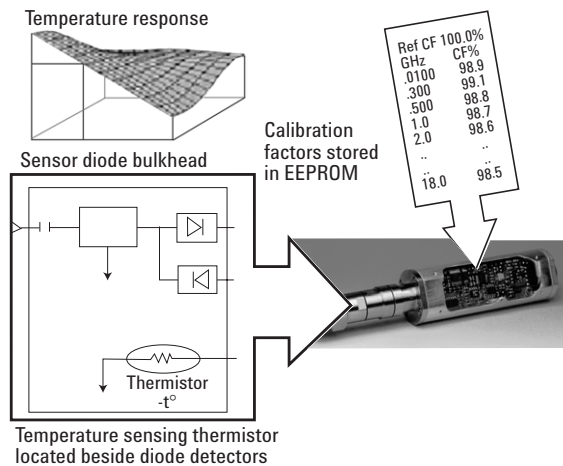 Temperature response
Sensor diode bulkhead
Calibration
factors stored
in EEPROM
Ref CF 100.0%
GHz CF%
.0100 98.9
.300 99.1
.500 98.8
1.0 98.7
2.0 98.6
.. ..
.. ..
18.0 98.5
Thermistor
-t°
Temperature sensing thermistor
located beside diode detectors